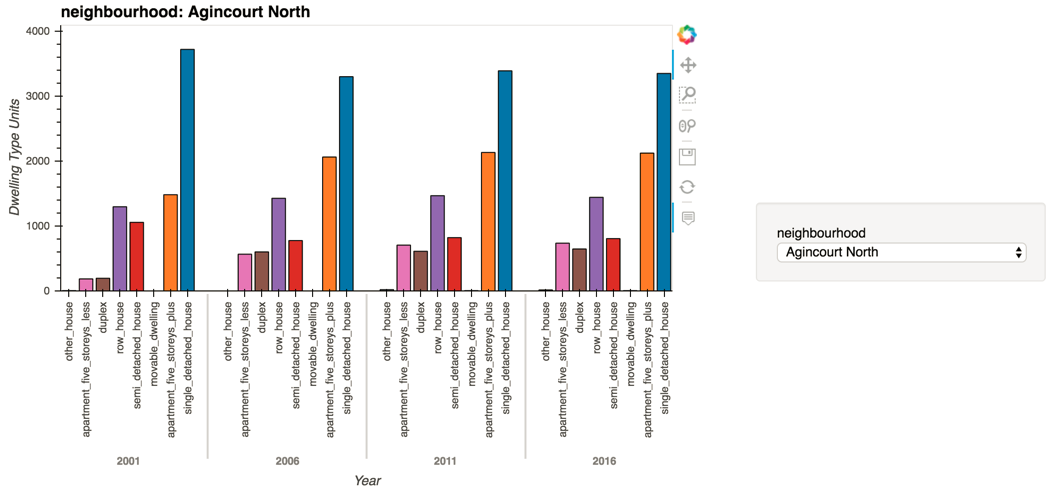 neighbourhood: Agincourt North
4000
3000
2000
1000
0
Dwelling Type Units
other_house
apartment_five_storeys_less
duplex
row_house
semi_detached_house
movable_dwelling
apartment_five_storeys_plus
single_detached_house
other_house
apartment_five_storeys_less
duplex
row_house
semi_detached_house
movable_dwelling
apartment_five_storeys_plus
single_detached_house
other_house
apartment_five_storeys_less
duplex
row_house
semi_detached_house
movable_dwelling
apartment_five_storeys_plus
single_detached_house
other_house
apartment_five_storeys_less
duplex
row_house
semi_detached_house
movable_dwelling
apartment_five_storeys_plus
single_detached_house
2001
2006
2011
2016
Year
neighbourhood
Agincourt North